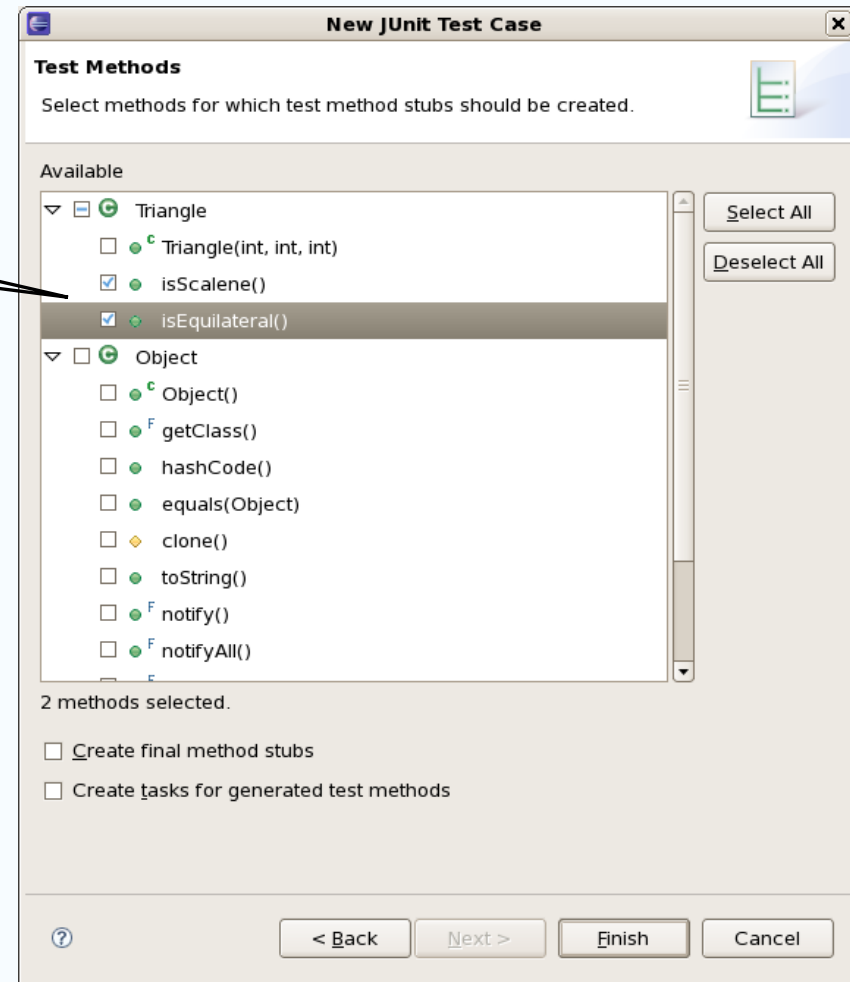 New JUnit Test Case
Test Methods
Select methods for which test method stubs should be created.
Available
Triangle
Triangle(int, int, int)
isScalene()
isEquilateral()
Object
Object()
getClass()
hashCode()
equals(Object)
clone()
toString()
notify()
notifyAll()
Select All
Deselect All
2 methods selected.
Create final method stubs
Create tasks for generated test methods
< Back Next > Finish Cancel